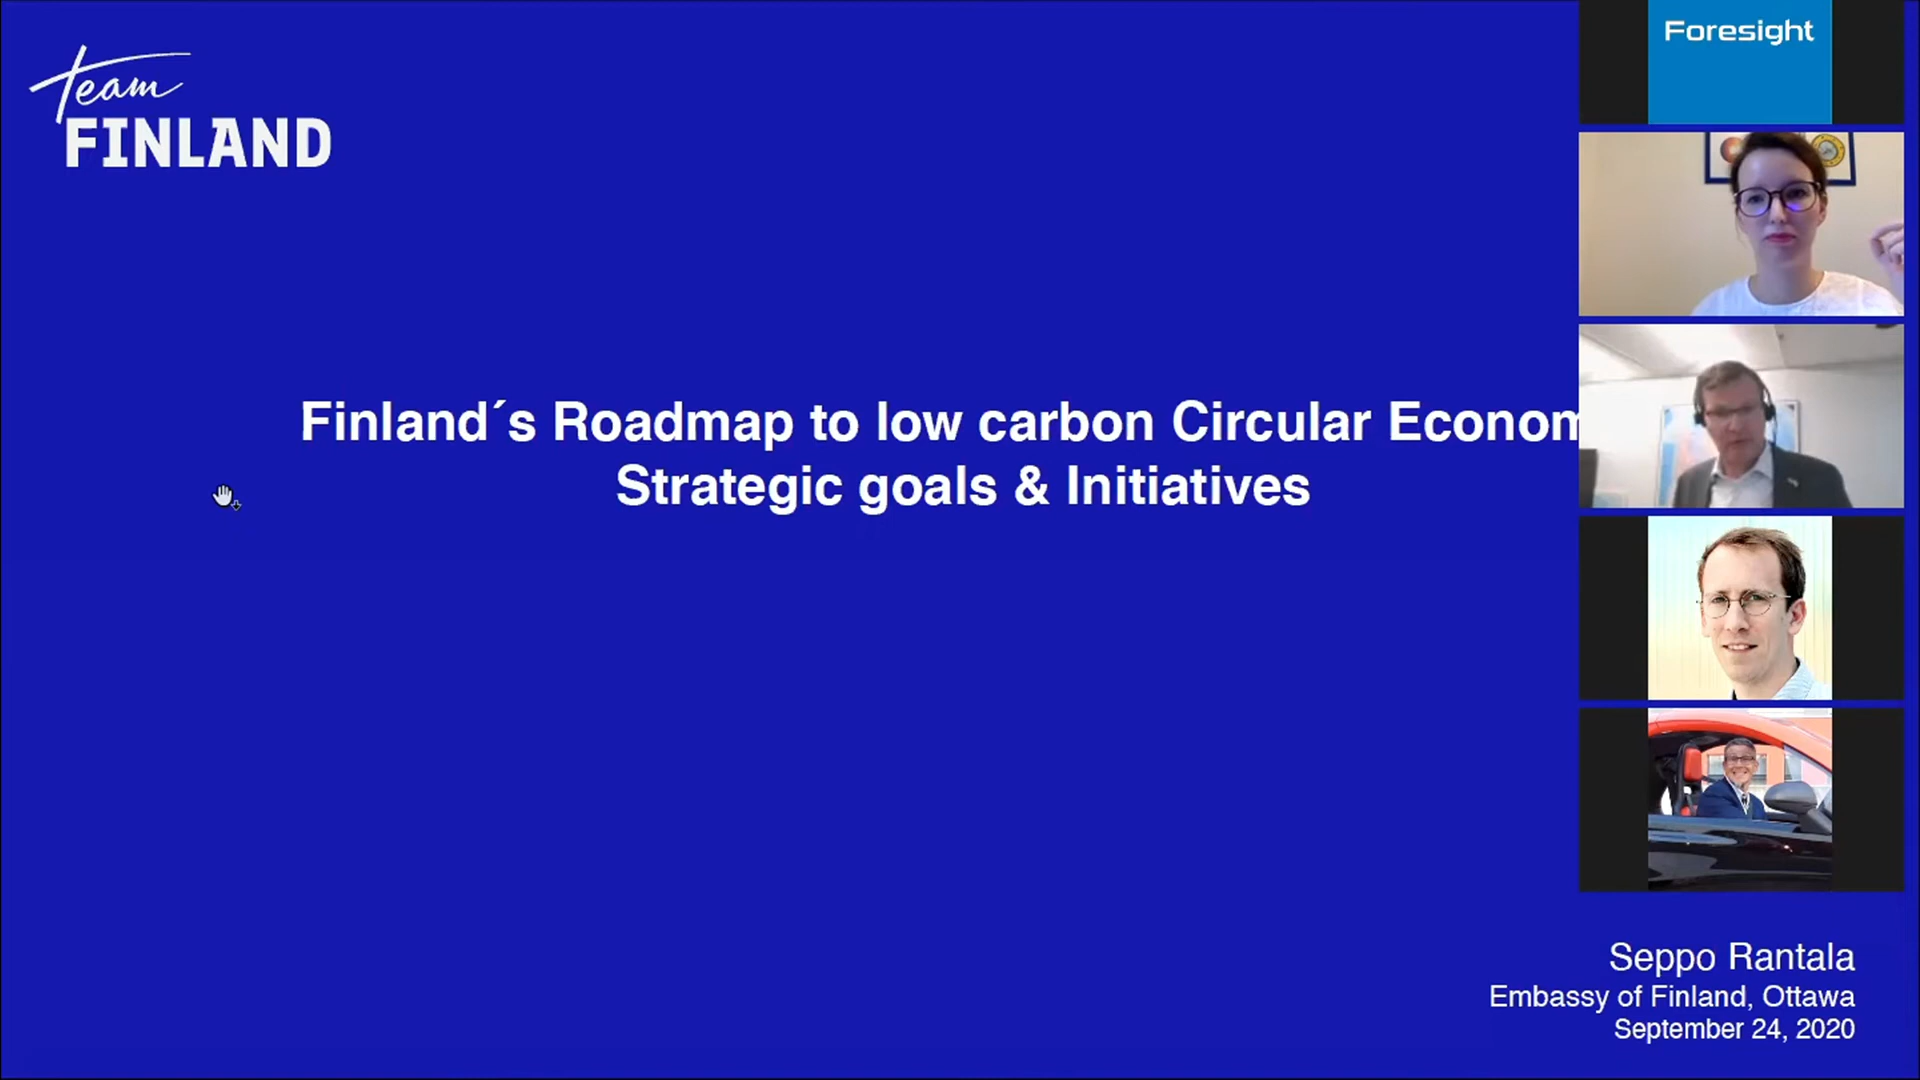 Foresight
Team
FINLAND
Finland´s Roadmap to low carbon Circular Econom
Strategic goals & Initiatives
Seppo Rantala
Embassy of Finland, Ottawa
September 24, 2020